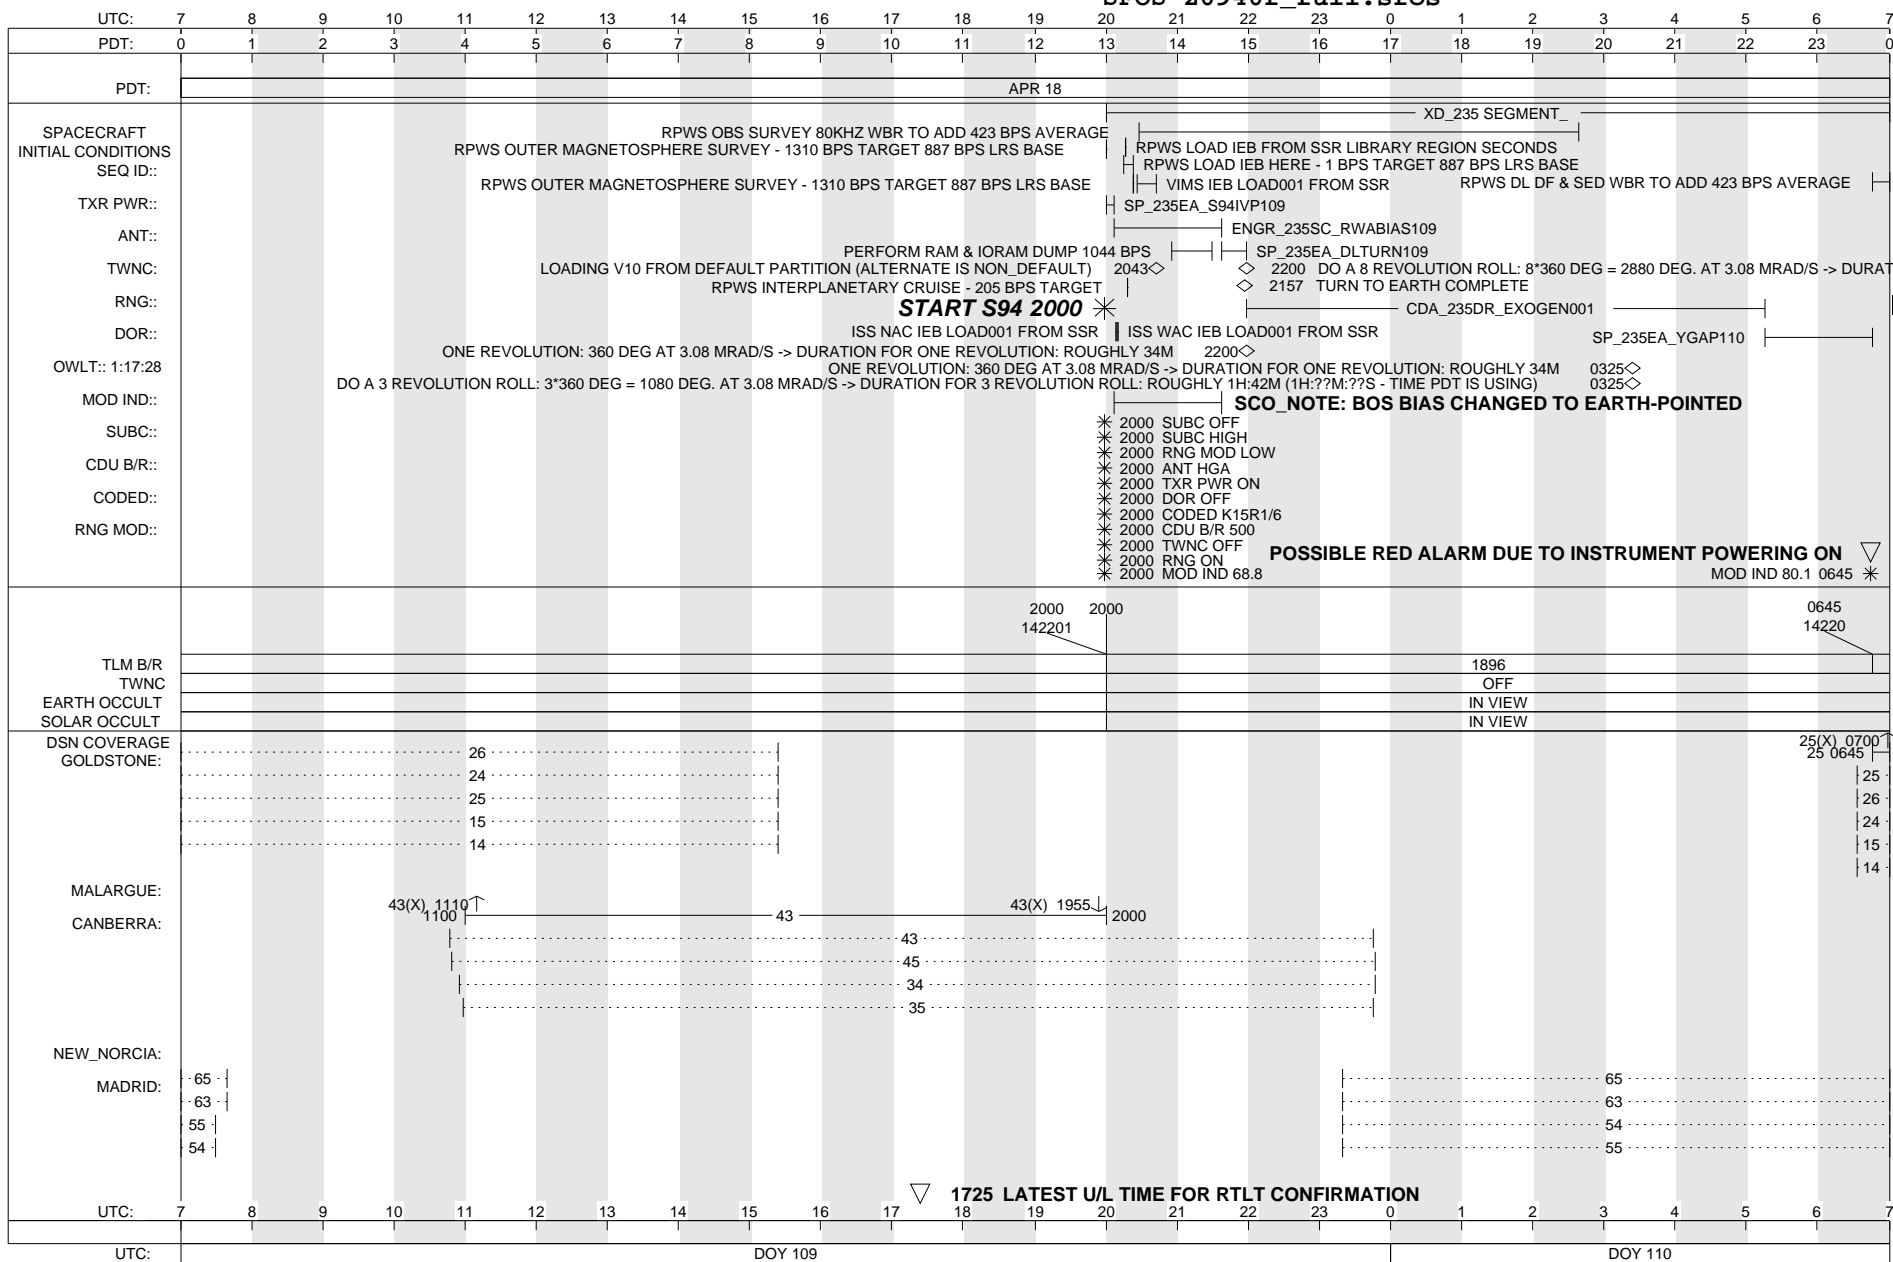 SFOS 20940I_full.sfos
UTC: 7 8 9 10 11 12 13 14 15 16 17 18 19 20 21 22 23 0 1 2 3 4 5 6 7
PDT: 0 1 2 3 4 5 6 7 8 9 10 11 12 13 14 15 16 17 18 19 20 21 22 23 0
PDT: APR 18
XD_235 SEGMENT_
SPACECRAFT
INITIAL CONDITIONS
SEQ ID::
TXR PWR::
ANT::
TWNC:
RNG::
DOR::
OWLT:: 1:17:28
MOD IND::
SUBC::
CDU B/R::
CODED::
RNG MOD::
RPWS OBS SURVEY 80KHZ WBR TO ADD 423 BPS AVERAGE
RPWS OUTER MAGNETOSPHERE SURVEY - 1310 BPS TARGET 887 BPS LRS BASE
RPWS LOAD IEB FROM SSR LIBRARY REGION SECONDS
RPWS LOAD IEB HERE - 1 BPS TARGET 887 BPS LRS BASE
RPWS OUTER MAGNETOSPHERE SURVEY - 1310 BPS TARGET 887 BPS LRS BASE
VIMS IEB LOAD001 FROM SSR
RPWS DL DF & SED WBR TO ADD 423 BPS AVERAGE
SP_235EA_S94IVP109
ENGR_235SC_RWABIAS109
PERFORM RAM & IORAM DUMP 1044 BPS
SP_235EA_DLTURN109
LOADING V10 FROM DEFAULT PARTITION (ALTERNATE IS NON_DEFAULT) 2043
2200 DO A 8 REVOLUTION ROLL: 8*360 DEG = 2880 DEG. AT 3.08 MRAD/S -> DURAT
RPWS INTERPLANETARY CRUISE - 205 BPS TARGET
2157 TURN TO EARTH COMPLETE
START S94 2000
CDA_235DR_EXOGEN001
ISS NAC IEB LOAD001 FROM SSR
ISS WAC IEB LOAD001 FROM SSR
SP_235EA_YGAP110
ONE REVOLUTION: 360 DEG AT 3.08 MRAD/S -> DURATION FOR ONE REVOLUTION: ROUGHLY 34M 2200
ONE REVOLUTION: 360 DEG AT 3.08 MRAD/S -> DURATION FOR ONE REVOLUTION: ROUGHLY 34M 0325
DO A 3 REVOLUTION ROLL: 3*360 DEG = 1080 DEG. AT 3.08 MRAD/S -> DURATION FOR 3 REVOLUTION ROLL: ROUGHLY 1H:42M (1H:??M:??S - TIME PDT IS USING) 0325
SCO_NOTE: BOS BIAS CHANGED TO EARTH-POINTED
2000 SUBC OFF
2000 SUBC HIGH
2000 RNG MOD LOW
2000 ANT HGA
2000 TXR PWR ON
2000 DOR OFF
2000 CODED K15R1/6
2000 CDU B/R 500
2000 TWNC OFF
2000 RNG ON
2000 MOD IND 68.8
POSSIBLE RED ALARM DUE TO INSTRUMENT POWERING ON
MOD IND 80.1 0645
2000 2000 0645
142201 14220
TLM B/R 1896
TWNC OFF
EARTH OCCULT IN VIEW
SOLAR OCCULT IN VIEW
DSN COVERAGE
25(X) 0700
GOLDSTONE: 26 25 0645
24 25
25 26
15 24
14 15
14
MALARGUE:
43(X) 1110 43(X) 1955
1100 43 2000
CANBERRA:
43
45
34
35
NEW_NORCIA:
MADRID:
65 65
63 63
55 54
54 55
1725 LATEST U/L TIME FOR RTLT CONFIRMATION
UTC: 7 8 9 10 11 12 13 14 15 16 17 18 19 20 21 22 23 0 1 2 3 4 5 6 7
UTC: DOY 109 DOY 110